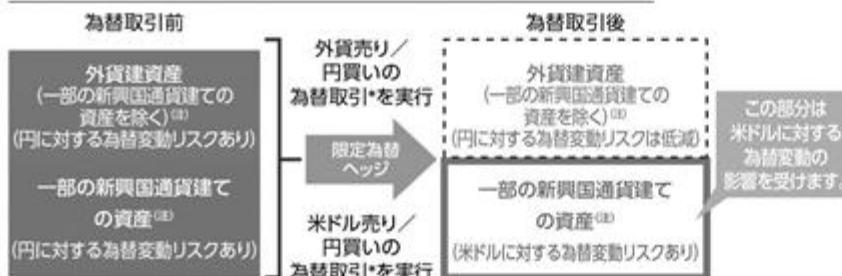 為替取引前
外貨建資産
(一部の新興国通貨建ての
資産を除く)(注)
(円に対する為替変動リスクあり)
一部の新興国通貨建て
の資産(注)
(円に対する為替変動リスクあり)
外貨売り/
円買いの
為替取引*を実行
限定為替
ヘッジ
米ドル売り/
円買いの
為替取引*を実行
為替取引後
外貨建資産
(一部の新興国通貨建ての
資産を除く)(注)
(円に対する為替変動リスクは低減)
一部の新興国通貨建て
の資産(注)
(米ドルに対する為替変動リスクあり)
この部分は
米ドルに対する
為替変動の
影響を受けます。